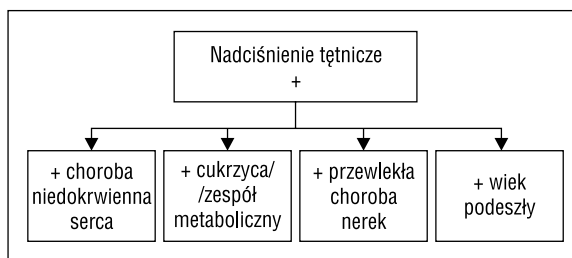 Nadciśnienie tętnicze
+
+ choroba
niedokrwienna
serca
+ cukrzyca/
/zespół
metaboliczny
+ przewlekła
choroba
nerek
+ wiek
podeszły